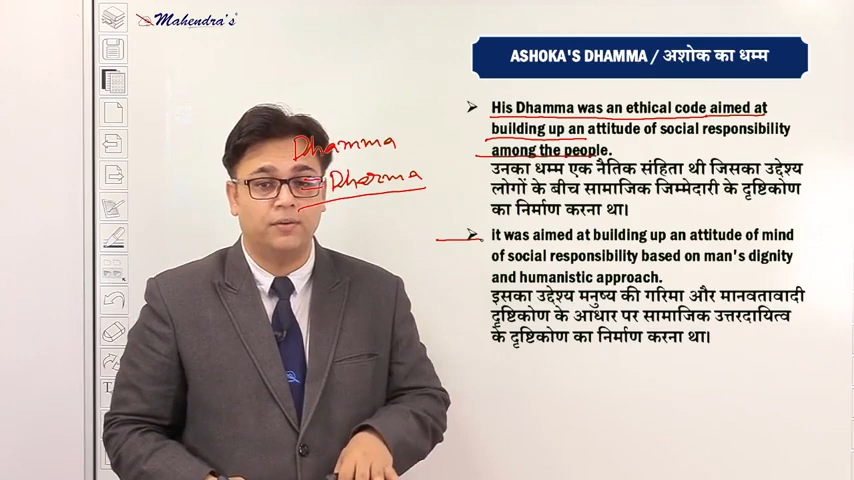 Mahendra's
ASHOKA'S DHAMMA / अशोक का धम्म
Dhamma
= Dharma
His Dhamma was an ethical code aimed at
building up an attitude of social responsibility
among the people.
उनका धम्म एक नैतिक संहिता थी जिसका उद्देश्य
लोगों के बीच सामाजिक जिम्मेदारी के दृष्टिकोण
का निर्माण करना था।
it was aimed at building up an attitude of mind
of social responsibility based on man's dignity
and humanistic approach.
इसका उद्देश्य मनुष्य की गरिमा और मानवतावादी
दृष्टिकोण के आधार पर सामाजिक उत्तरदायित्व
के दृष्टिकोण का निर्माण करना था।